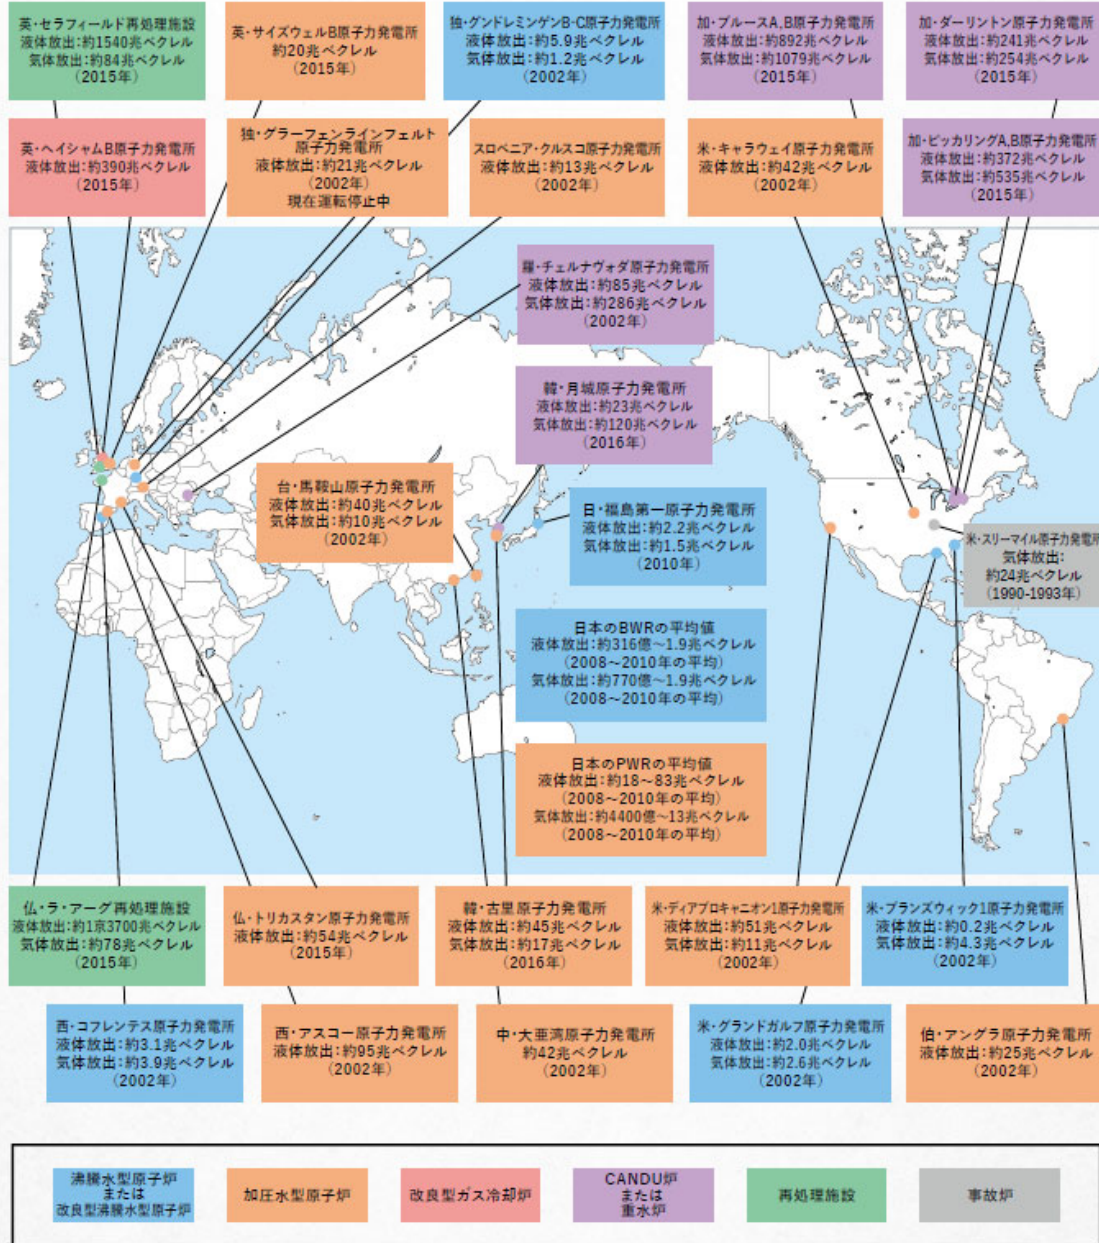 英・セラフィールド再処理施設
液体放出:約1540兆ベクレル
気体放出:約84兆ベクレル
(2015年)
英・サイズウェルB原子力発電所
約20兆ベクレル
(2015年)
独・グンドレミンゲンB・C原子力発電所
液体放出:約5.9兆ベクレル
気体放出:約1.2兆ベクレル
(2002年)
加・ブルースA,B原子力発電所
液体放出:約892兆ベクレル
気体放出:約1079兆ベクレル
(2015年)
加・ダーリントン原子力発電所
液体放出:約241兆ベクレル
気体放出:約254兆ベクレル
(2015年)
英・ヘイシャムB原子力発電所
液体放出:約390兆ベクレル
(2015年)
独・グラーフェンラインフェルト
原子力発電所
液体放出:約21兆ベクレル
(2002年)
現在運転停止中
スロベニア・クルスコ原子力発電所
液体放出:約13兆ベクレル
(2002年)
米・キャラウェイ原子力発電所
液体放出:約42兆ベクレル
(2002年)
加・ピッカリングA,B原子力発電所
液体放出:約372兆ベクレル
気体放出:約535兆ベクレル
(2015年)
羅・チェルナヴォダ原子力発電所
液体放出:約85兆ベクレル
気体放出:約286兆ベクレル
(2002年)
韓・月城原子力発電所
液体放出:約23兆ベクレル
気体放出:約120兆ベクレル
(2016年)
台・馬鞍山原子力発電所
液体放出:約40兆ベクレル
気体放出:約10兆ベクレル
(2002年)
日・福島第一原子力発電所
液体放出:約2.2兆ベクレル
気体放出:約1.5兆ベクレル
(2010年)
米・スリーマイル原子力発電所
気体放出:
約24兆ベクレル
(1990-1993年)
日本のBWRの平均値
液体放出:約316億~1.9兆ベクレル
(2008~2010年の平均)
気体放出:約770億~1.9兆ベクレル
(2008~2010年の平均)
日本のPWRの平均値
液体放出:約18~83兆ベクレル
(2008~2010年の平均)
気体放出:約4400億~13兆ベクレル
(2008~2010年の平均)
仏・ラ・アーグ再処理施設
液体放出:約1京3700兆ベクレル
気体放出:約78兆ベクレル
(2015年)
仏・トリカスタン原子力発電所
液体放出:約54兆ベクレル
(2015年)
韓・古里原子力発電所
液体放出:約45兆ベクレル
気体放出:約17兆ベクレル
(2016年)
米・ディアブロキャニオン1原子力発電所
液体放出:約51兆ベクレル
気体放出:約11兆ベクレル
(2002年)
米・ブランズウィック1原子力発電所
液体放出:約0.2兆ベクレル
気体放出:約4.3兆ベクレル
(2002年)
西・コフレンテス原子力発電所
液体放出:約3.1兆ベクレル
気体放出:約3.9兆ベクレル
(2002年)
西・アスコー原子力発電所
液体放出:約95兆ベクレル
(2002年)
中・大亜湾原子力発電所
約42兆ベクレル
(2002年)
米・グランドガルフ原子力発電所
液体放出:約2.0兆ベクレル
気体放出:約2.6兆ベクレル
(2002年)
伯・アングラ原子力発電所
液体放出:約25兆ベクレル
(2002年)
沸騰水型原子炉
または
改良型沸騰水型原子炉
加圧水型原子炉
改良型ガス冷却炉
CANDU炉
または
重水炉
再処理施設
事故炉